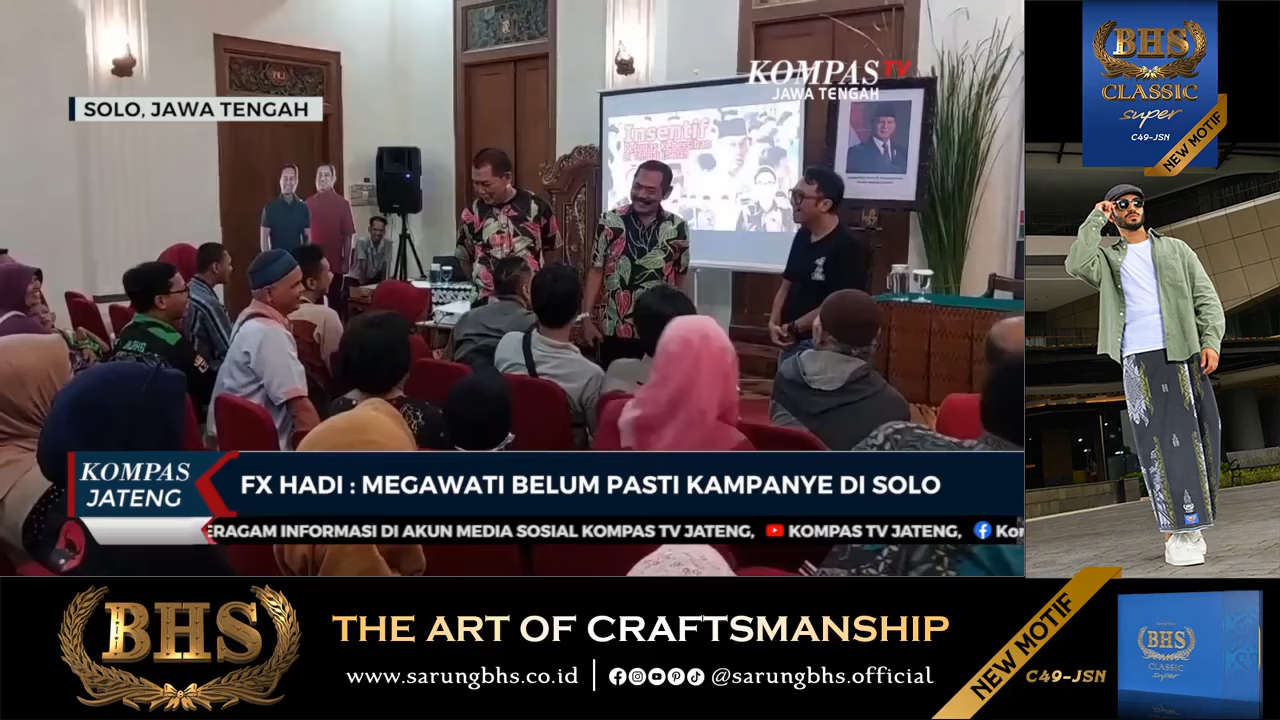 KOMPASTV
JAWA TENGAH
SOLO, JAWA TENGAH
Insentif
KOMPAS
JATENG
FX HADI : MEGAWATI BELUM PASTI KAMPANYE DI SOLO
ERAGAM INFORMASI DI AKUN MEDIA SOSIAL KOMPAS TV JATENG, KOMPAS TV JATENG, Kom
BHS
CLASSIC
super
C49-JSN
NEW MOTIF
BHS
THE ART OF CRAFTSMANSHIP
www.sarungbhs.co.id | @sarungbhs.official
NEW MOTIF
C49-JSN
BHS
CLASSIC
super